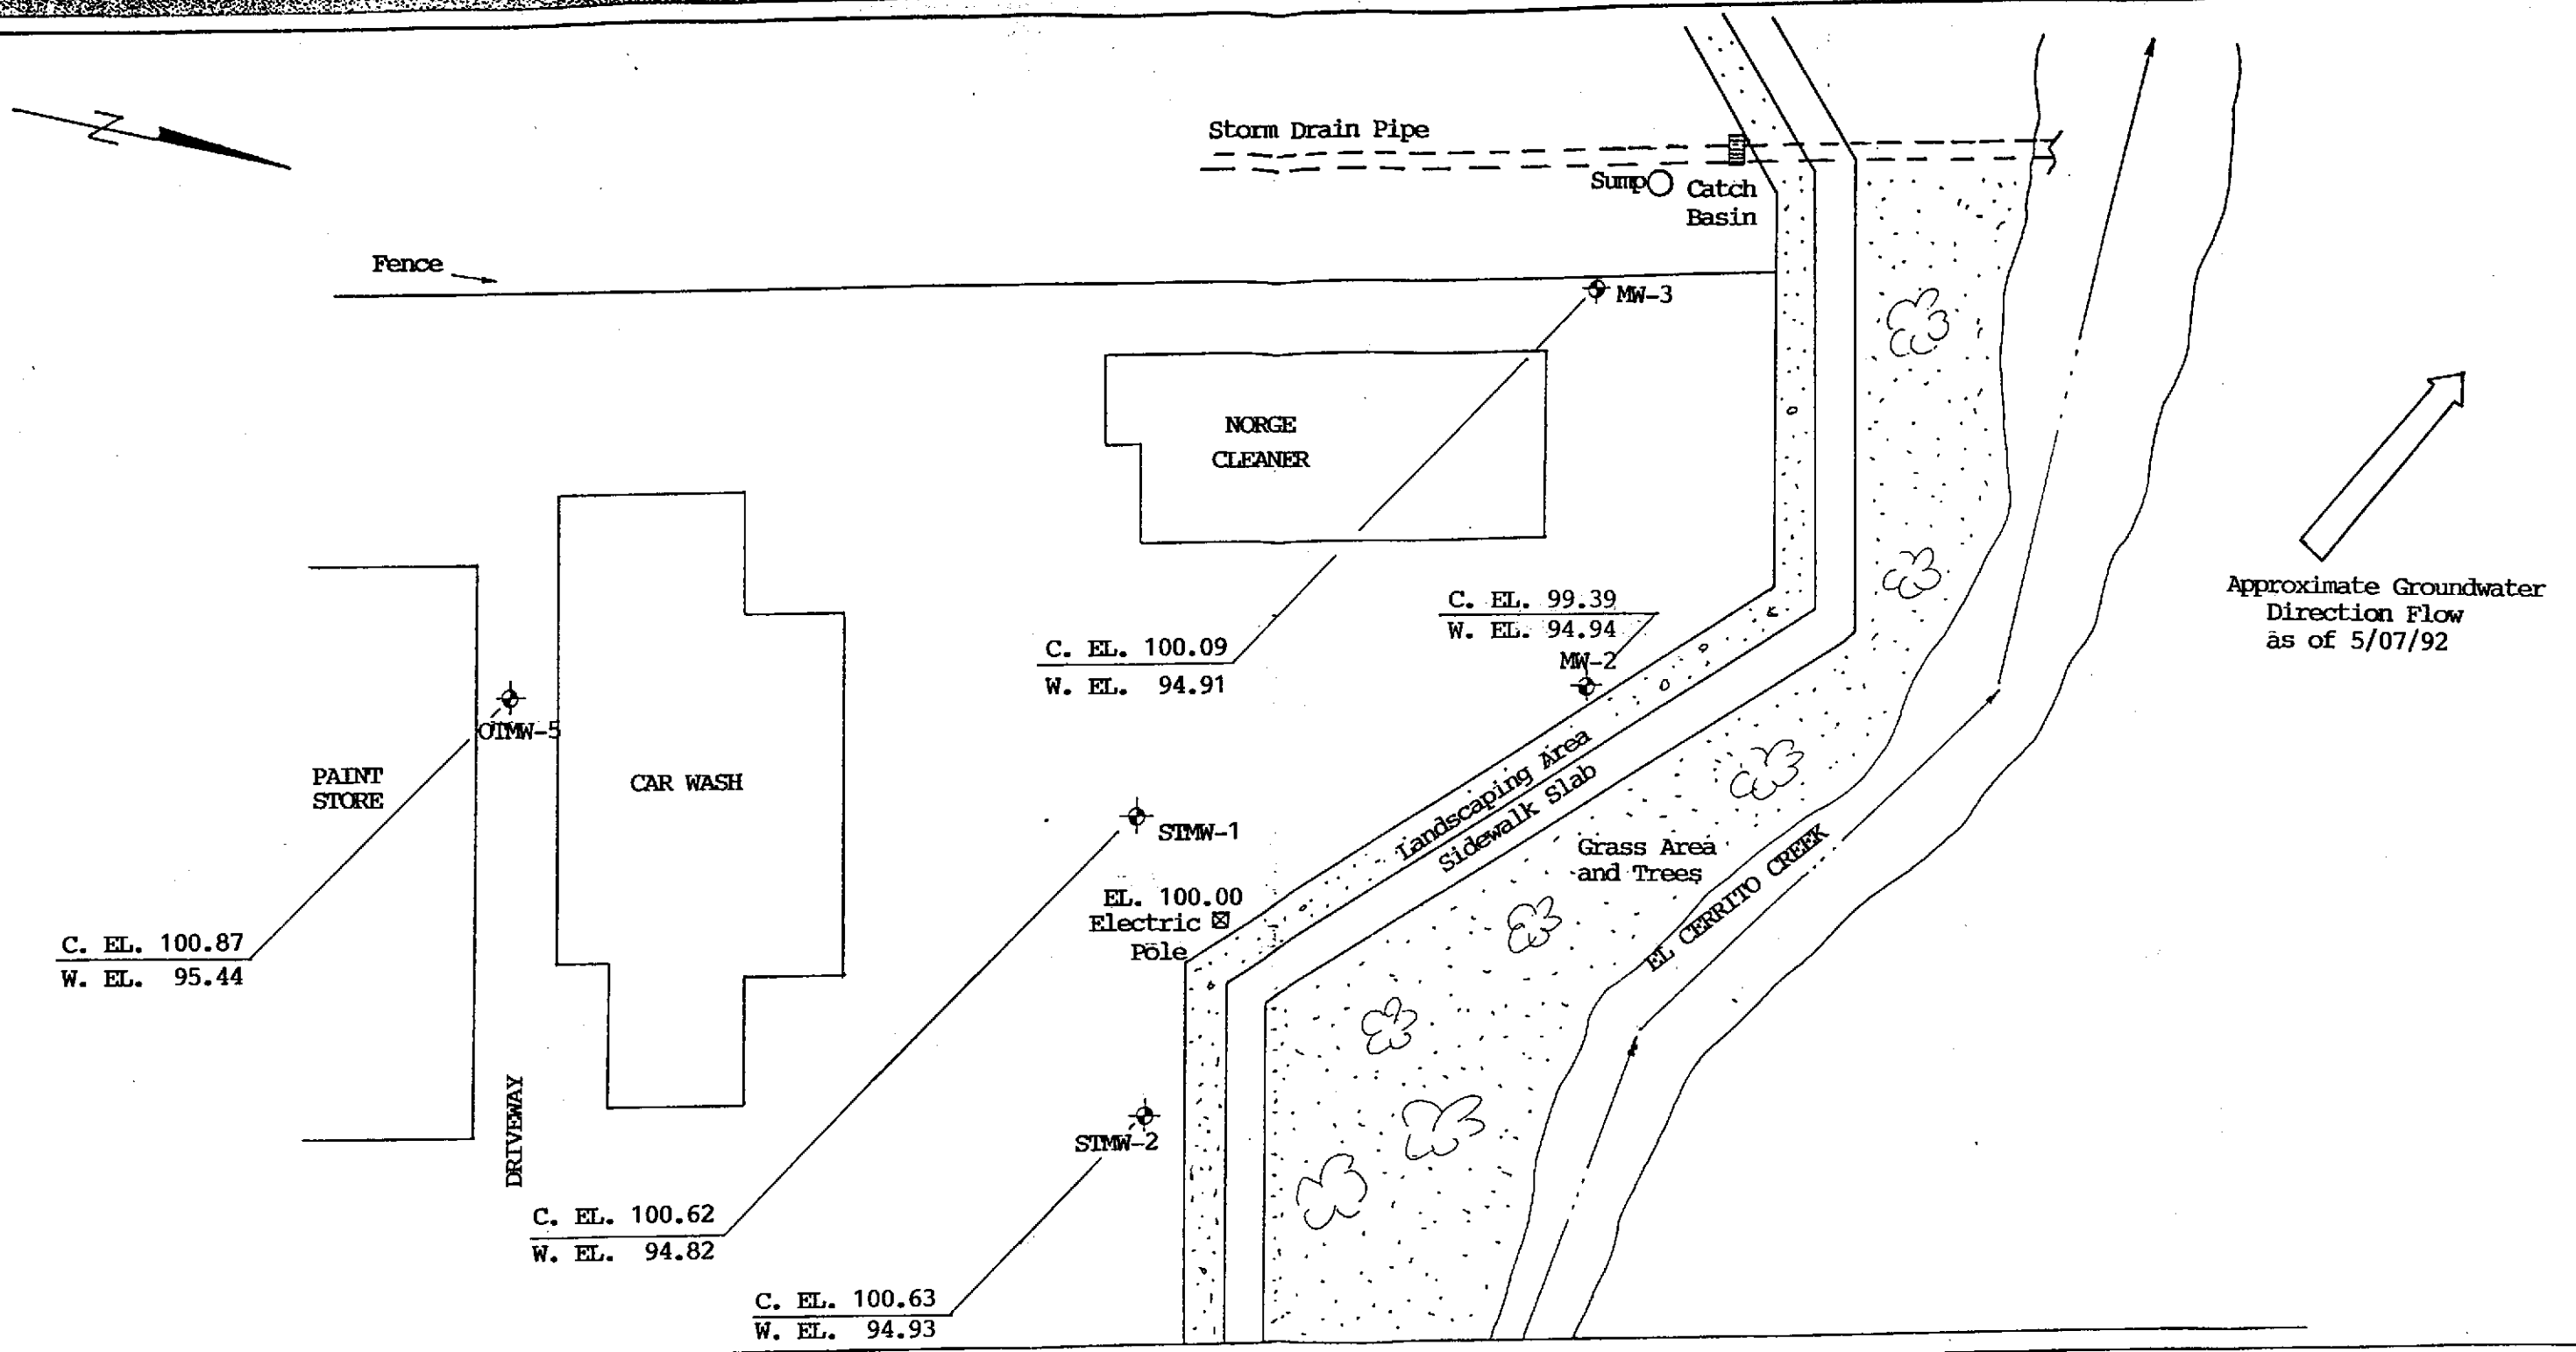 N
Storm Drain Pipe
Sump
Catch
Basin
Fence
MW-3
NORGE
CLEANER
C. EL. 99.39
W. EL. 94.94
MW-2
Approximate Groundwater
Direction Flow
as of 5/07/92
C. EL. 100.09
W. EL. 94.91
OTMW-5
PAINT
STORE
CAR WASH
STMW-1
Landscaping Area
Sidewalk Slab
Grass Area
and Trees
EL CERRITO CREEK
EL. 100.00
Electric
Pole
C. EL. 100.87
W. EL. 95.44
DRIVEWAY
STMW-2
C. EL. 100.62
W. EL. 94.82
C. EL. 100.63
W. EL. 94.93